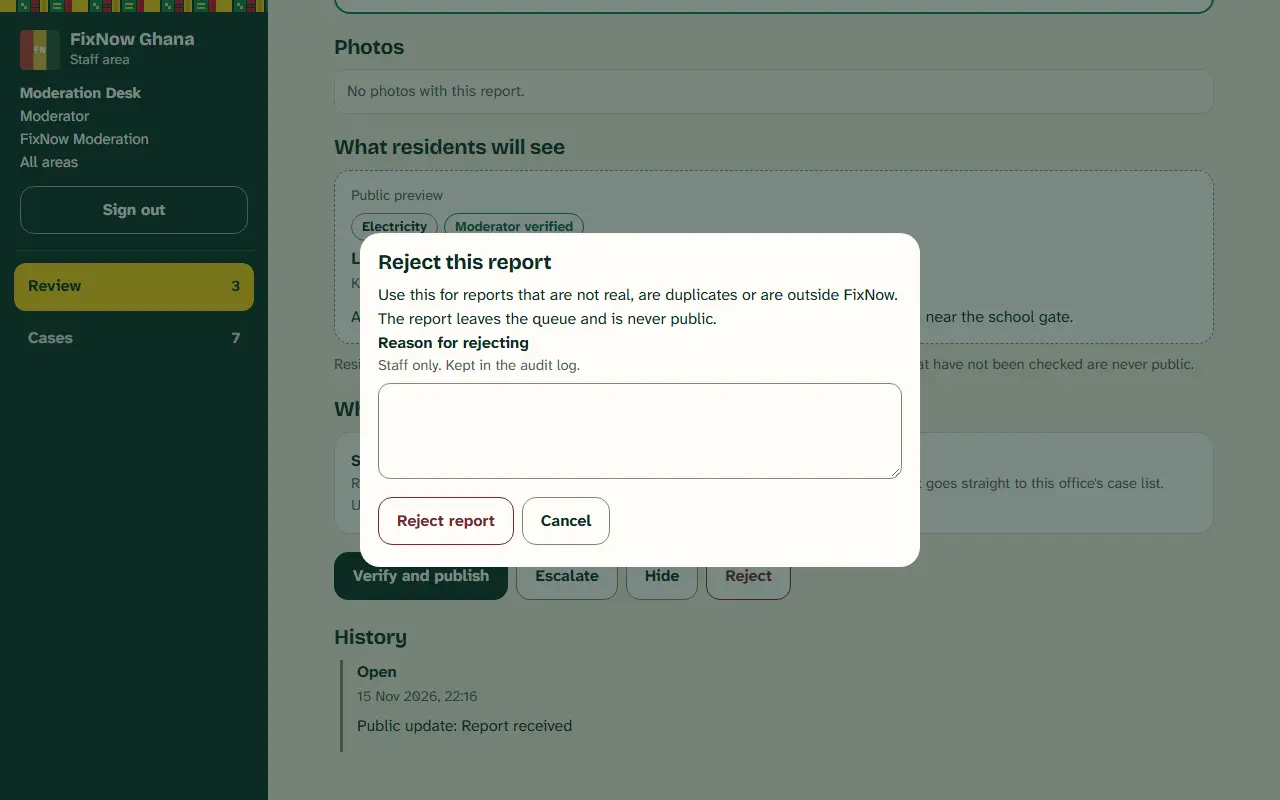 FN
FixNow Ghana
Staff area
Moderation Desk
Moderator
FixNow Moderation
All areas
Sign out
Review 3
Cases 7
Photos
No photos with this report.
What residents will see
Public preview
Electricity
Moderator verified
near the school gate.
have not been checked are never public.
goes straight to this office's case list.
Reject this report
Use this for reports that are not real, are duplicates or are outside FixNow.
The report leaves the queue and is never public.
Reason for rejecting
Staff only. Kept in the audit log.
Reject report
Cancel
Verify and publish
Escalate
Hide
Reject
History
Open
15 Nov 2026, 22:16
Public update: Report received